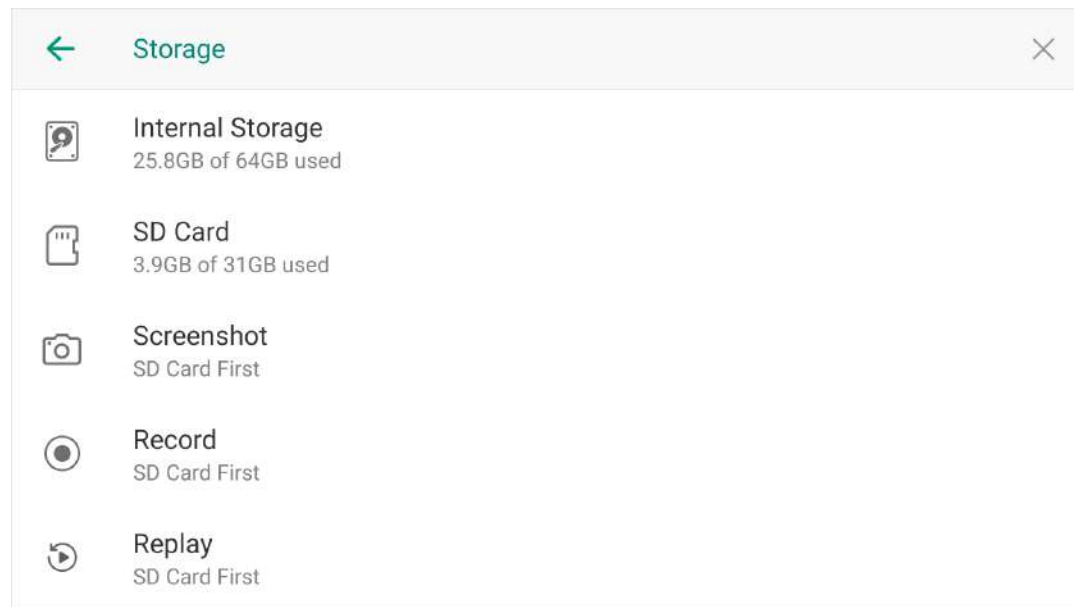 Storage
Internal Storage
25.8GB of 64GB used
SD Card
3.9GB of 31GB used
Screenshot
SD Card First
Record
SD Card First
Replay
SD Card First